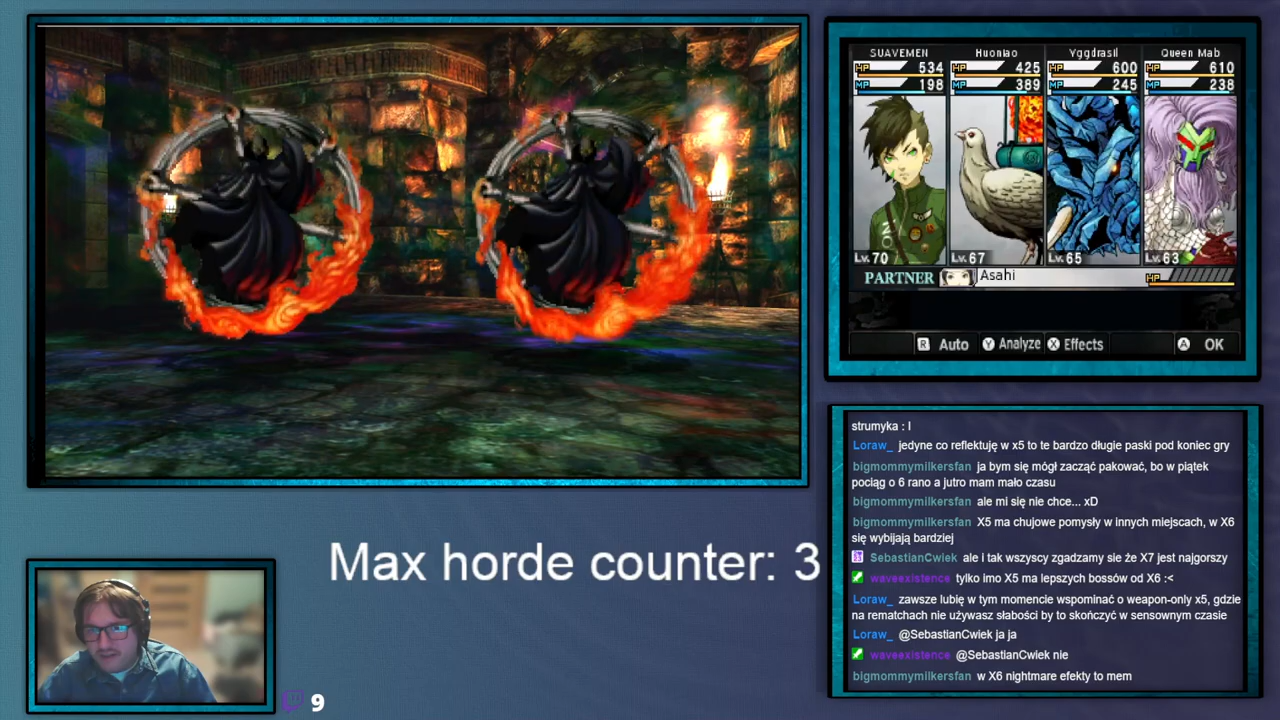 SUAVEMEN
HP 534
MP 198
Lv.70
Huoniao
HP 425
MP 389
Lv.67
Yggdrasil
HP 600
MP 245
Lv.65
Queen Mab
HP 610
MP 238
Lv.63
PARTNER Asahi HP
R Auto Y Analyze X Effects A OK
strumyka : I
Loraw_ jedyne co reflektuję w x5 to te bardzo długie paski pod koniec gry
bigmommymilkersfan ja bym się mógł zacząć pakować, bo w piątek
pociąg o 6 rano a jutro mam mało czasu
bigmommymilkersfan ale mi się nie chce... xD
bigmommymilkersfan X5 ma chujowe pomysły w innych miejscach, w X6
się wybijają bardziej
SebastianCwiek ale i tak wszyscy zgadzamy sie że X7 jest najgorszy
waveexistence tylko imo X5 ma lepszych bossów od X6 :<
Loraw_ zawsze lubię w tym momencie wspominać o weapon-only x5, gdzie
na rematchach nie używasz słabości by to skończyć w sensownym czasie
Loraw_ @SebastianCwiek ja ja
waveexistence @SebastianCwiek nie
bigmommymilkersfan w X6 nightmare efekty to mem
Max horde counter: 3
9